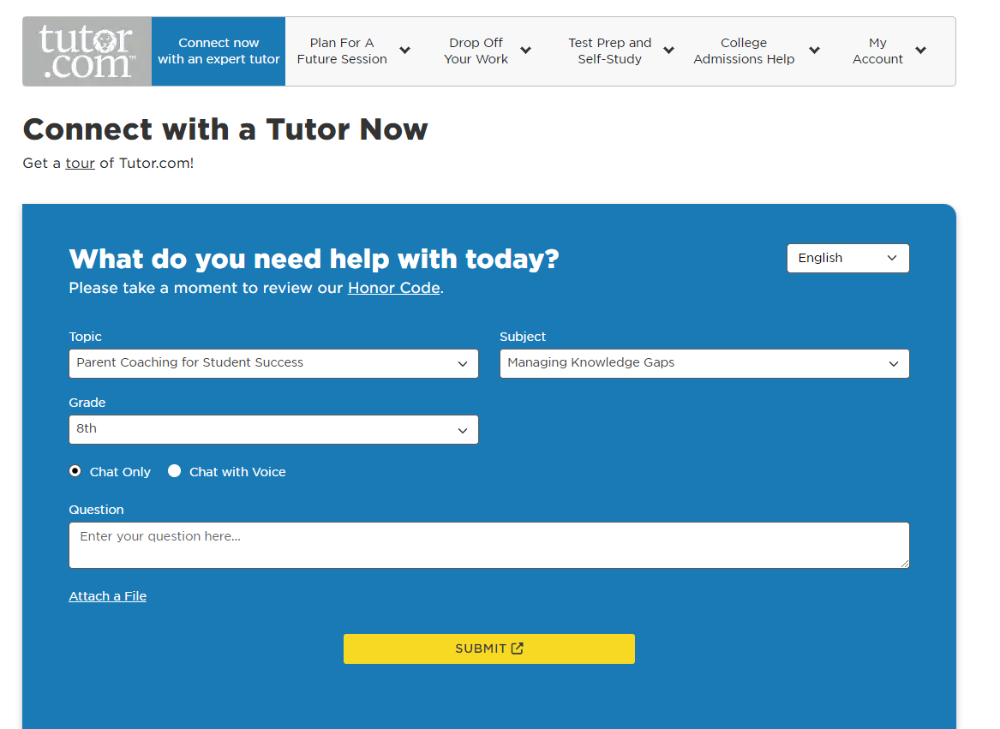 tutor
.com™
Connect now
with an expert tutor
Plan For A
Future Session
Drop Off
Your Work
Test Prep and
Self-Study
College
Admissions Help
My
Account
Connect with a Tutor Now
Get a tour of Tutor.com!
What do you need help with today?
English
Please take a moment to review our Honor Code.
Topic
Subject
Parent Coaching for Student Success
Managing Knowledge Gaps
Grade
8th
Chat Only
Chat with Voice
Question
Enter your question here...
Attach a File
SUBMIT